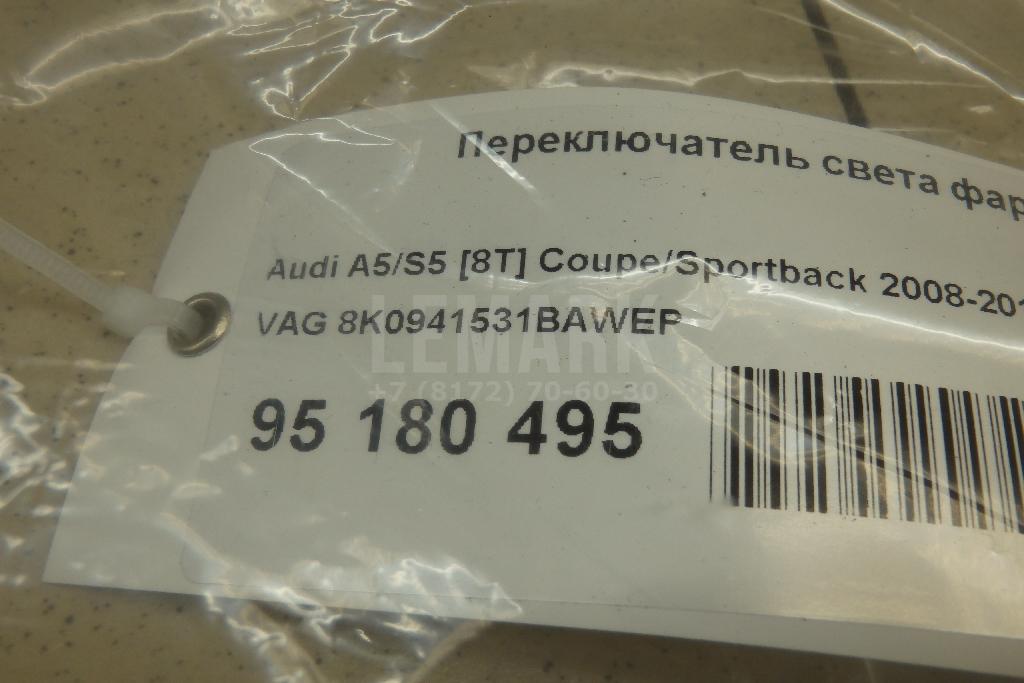 Переключатель света фар
Audi A5/S5 [8T] Coupe/Sportback 2008-201
VAG 8K0941531BAWEP
LEMARK
+7 (8172) 70-60-30
95 180 495